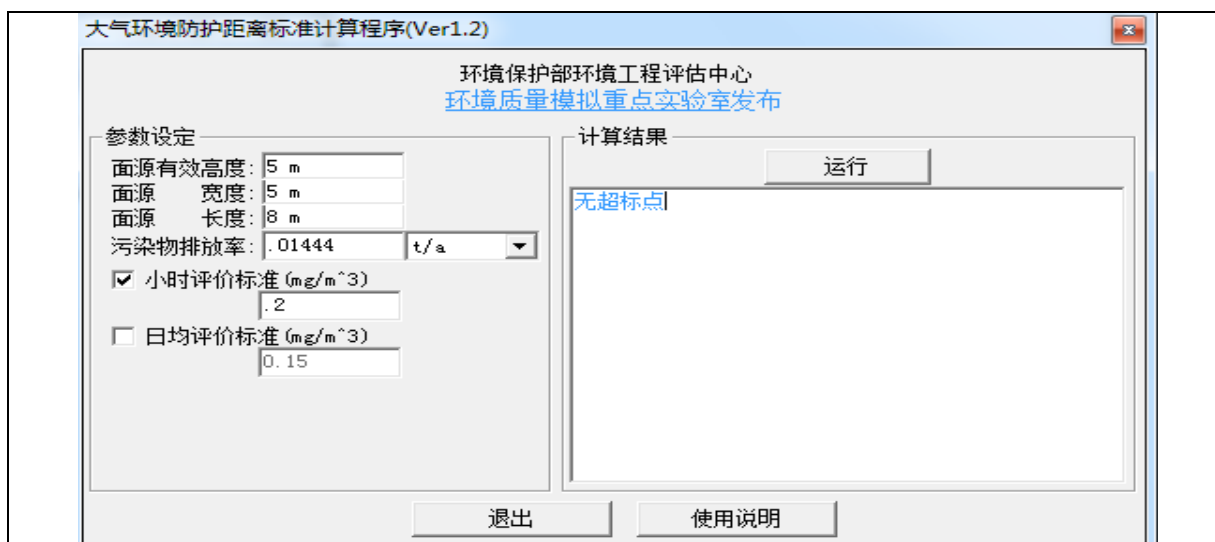 大气环境防护距离标准计算程序(Ver1.2)
环境保护部环境工程评估中心
环境质量模拟重点实验室发布
参数设定
面源有效高度: 5 m
面源 宽度: 5 m
面源 长度: 8 m
污染物排放率: .01444 t/a
小时评价标准(mg/m^3)
.2
日均评价标准(mg/m^3)
0.15
计算结果
运行
无超标点
退出 使用说明